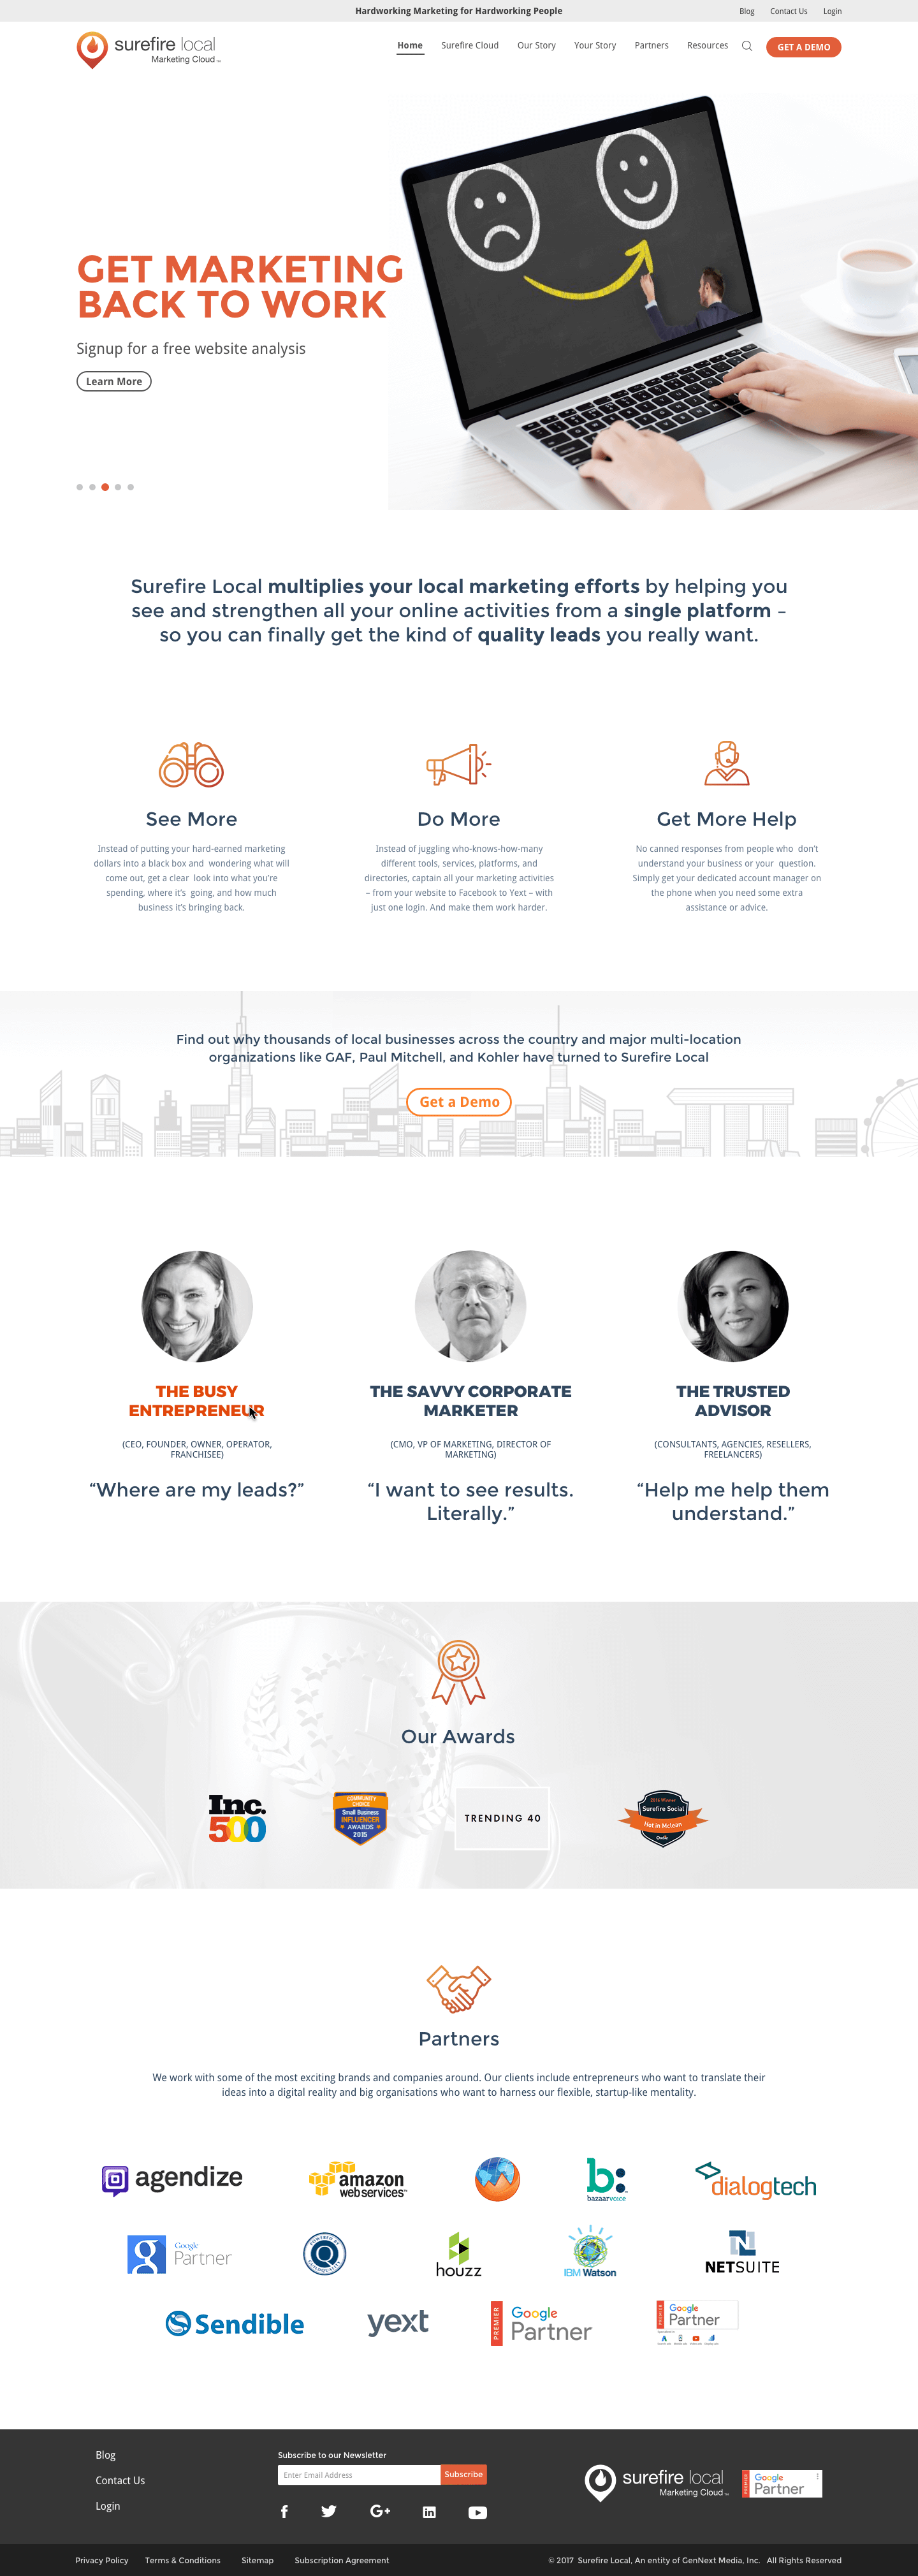 Hardworking Marketing for Hardworking People
Blog Contact Us Login
surefire local
Marketing Cloud
Home Surefire Cloud Our Story Your Story Partners Resources GET A DEMO
GET MARKETING
BACK TO WORK
Signup for a free website analysis
Learn More
Surefire Local multiplies your local marketing efforts by helping you
see and strengthen all your online activities from a single platform –
so you can finally get the kind of quality leads you really want.
See More
Instead of putting your hard-earned marketing
dollars into a black box and wondering what will
come out, get a clear look into what you're
spending, where it's going, and how much
business it's bringing back.
Do More
Instead of juggling who-knows-how-many
different tools, services, platforms, and
directories, captain all your marketing activities
– from your website to Facebook to Yext – with
just one login. And make them work harder.
Get More Help
No canned responses from people who don't
understand your business or your question.
Simply get your dedicated account manager on
the phone when you need some extra
assistance or advice.
Find out why thousands of local businesses across the country and major multi-location
organizations like GAF, Paul Mitchell, and Kohler have turned to Surefire Local
Get a Demo
THE BUSY
ENTREPRENEUR
(CEO, FOUNDER, OWNER, OPERATOR,
FRANCHISEE)
“Where are my leads?”
THE SAVVY CORPORATE
MARKETER
(CMO, VP OF MARKETING, DIRECTOR OF
MARKETING)
“I want to see results.
Literally.”
THE TRUSTED
ADVISOR
(CONSULTANTS, AGENCIES, RESELLERS,
FREELANCERS)
“Help me help them
understand.”
Our Awards
Inc.
500
COMMUNITY
CHOICE
Small Business
INFLUENCER
AWARDS
2015
TRENDING 40
2016 Winner
Surefire Social
Hot in Mclean
Partners
We work with some of the most exciting brands and companies around. Our clients include entrepreneurs who want to translate their
ideas into a digital reality and big organisations who want to harness our flexible, startup-like mentality.
agendize
amazon
web services™
b:
bazaarvoice
dialogtech
g Google
Partner
POWERED BY
Q
houzz
IBM Watson
NETSUITE
Sendible
yext
PREMIER
Google
Partner
PREMIER
Google
Partner
Blog
Contact Us
Login
Subscribe to our Newsletter
Enter Email Address Subscribe
f G+ in
surefire local
Marketing Cloud
PREMIER
Google
Partner
Privacy Policy Terms & Conditions Sitemap Subscription Agreement
© 2017 Surefire Local, An entity of GenNext Media, Inc. All Rights Reserved